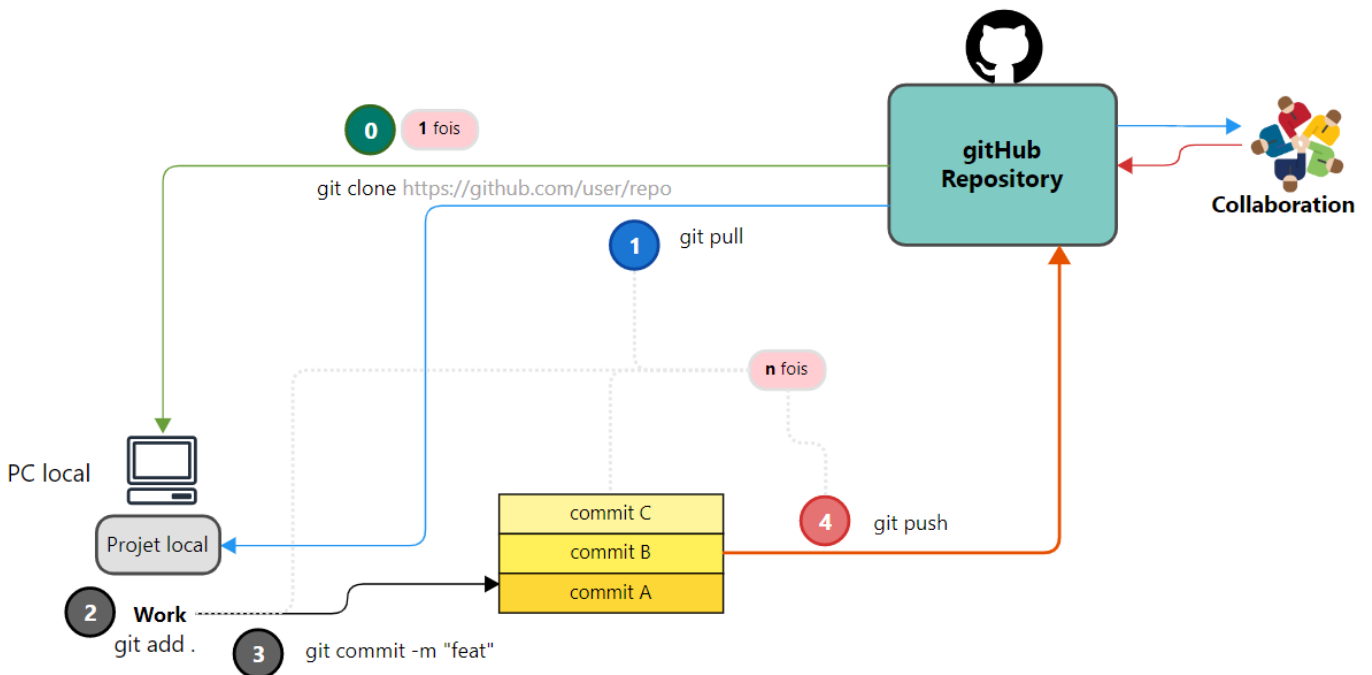 0
1 fois
gitHub
Repository
git clone https://github.com/user/repo
Collaboration
1
git pull
n fois
PC local
commit C
4
git push
Projet local
commit B
commit A
2
Work
git add .
3
git commit -m "feat"